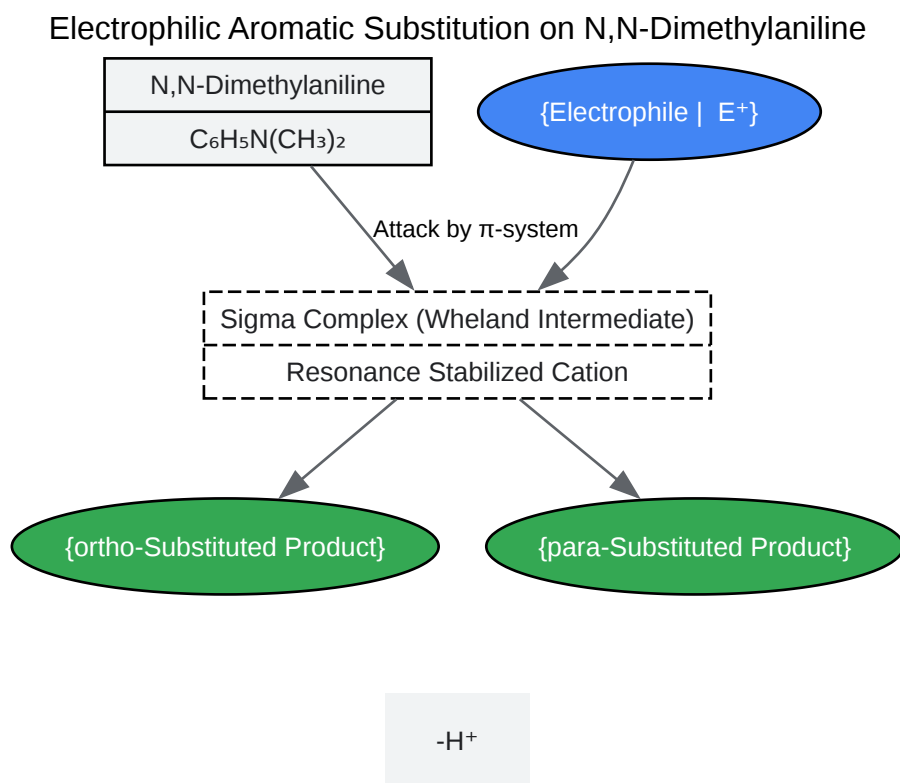 Electrophilic Aromatic Substitution on N,N-Dimethylaniline
N,N-Dimethylaniline
C₆H₅N(CH₃)₂
{Electrophile | E⁺}
Attack by π-system
Sigma Complex (Wheland Intermediate)
Resonance Stabilized Cation
{ortho-Substituted Product}
{para-Substituted Product}
-H⁺